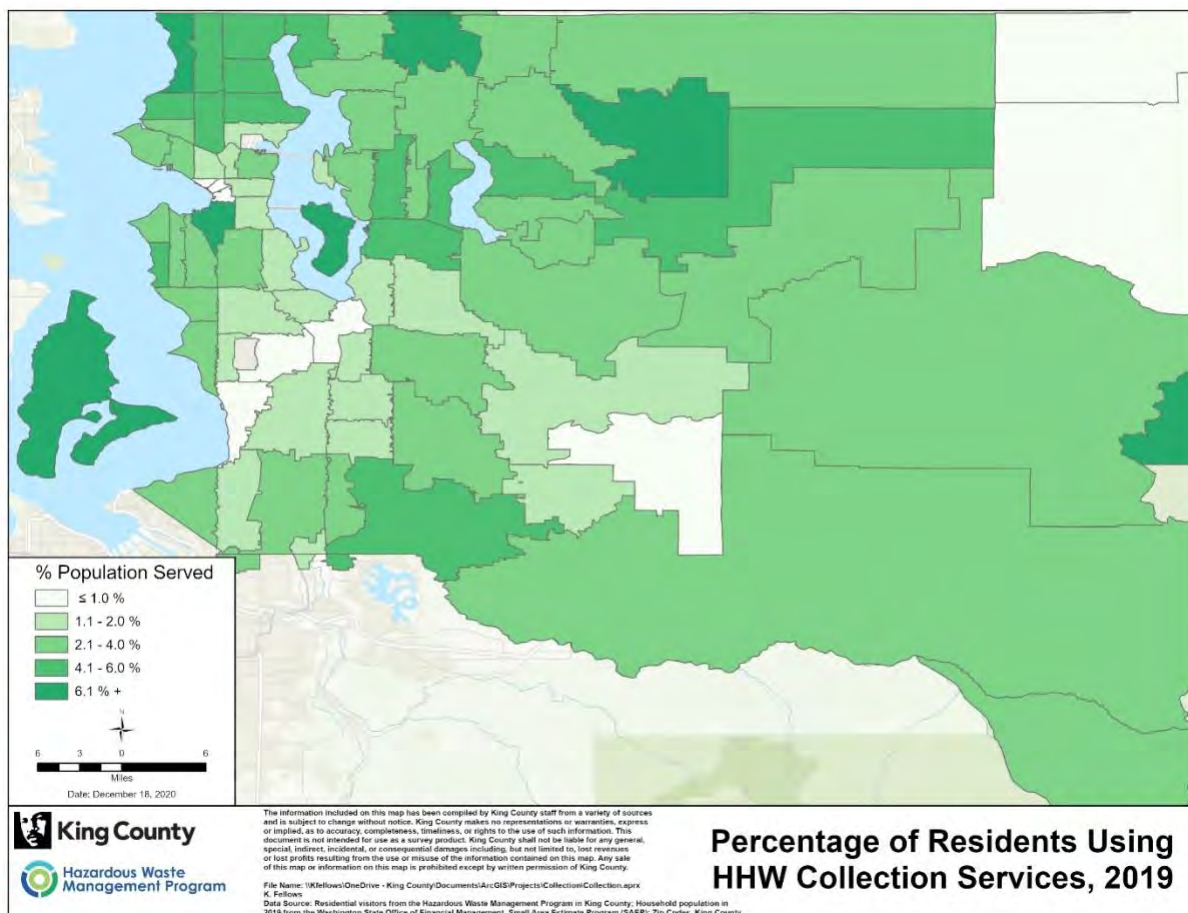 % Population Served
≤ 1.0 %
1.1 - 2.0 %
2.1 - 4.0 %
4.1 - 6.0 %
6.1 % +
N
6 3 0 6
Miles
Date: December 18, 2020
King County
Hazardous Waste
Management Program
The information included on this map has been compiled by King County staff from a variety of sources
and is subject to change without notice. King County makes no representations or warranties, express
or implied, as to accuracy, completeness, timeliness, or rights to the use of such information. This
document is not intended for use as a survey product. King County shall not be liable for any general,
special, indirect, incidental, or consequential damages including, but not limited to, lost revenues
or lost profits resulting from the use or misuse of the information contained on this map. Any sale
of this map or information on this map is prohibited except by written permission of King County.
File Name: \\Kfellows\OneDrive - King County\Documents\ArcGIS\Projects\Collection\Collection.aprx
K. Fellows
Data Source: Residential visitors from the Hazardous Waste Management Program in King County; Household population in
2019 from the Washington State Office of Financial Management, Small Area Estimate Program (SAEP); Zip Codes, King County
Percentage of Residents Using
HHW Collection Services, 2019